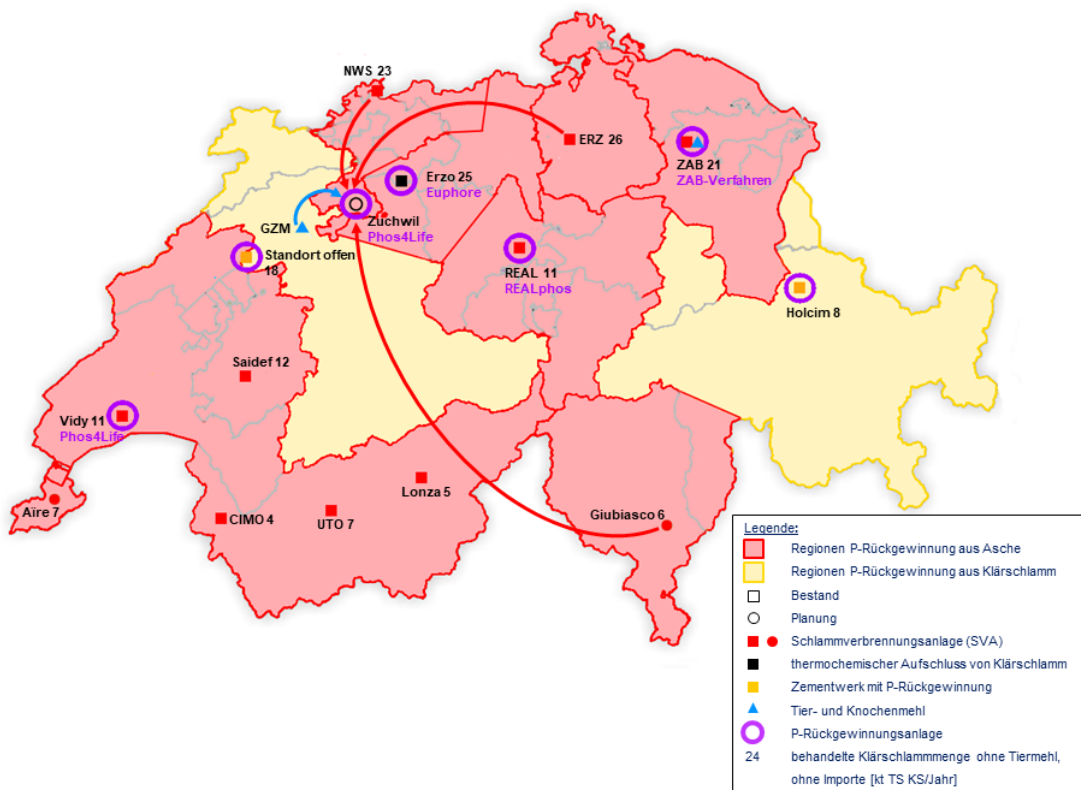 NWS 23
ERZ 26
ZAB 21
ZAB-Verfahren
Erzo 25
Euphore
Zuchwil
Phos4Life
GZM
Standort offen
18
REAL 11
REALphos
Holcim 8
Saidef 12
Vidy 11
Phos4Life
Lonza 5
Aïre 7
CIMO 4
UTO 7
Giubiasco 6
Legende:
Regionen P-Rückgewinnung aus Asche
Regionen P-Rückgewinnung aus Klärschlamm
Bestand
Planung
Schlammverbrennungsanlage (SVA)
thermochemischer Aufschluss von Klärschlamm
Zementwerk mit P-Rückgewinnung
Tier- und Knochenmehl
P-Rückgewinnungsanlage
24 behandelte Klärschlammmenge ohne Tiermehl,
ohne Importe [kt TS KS/Jahr]